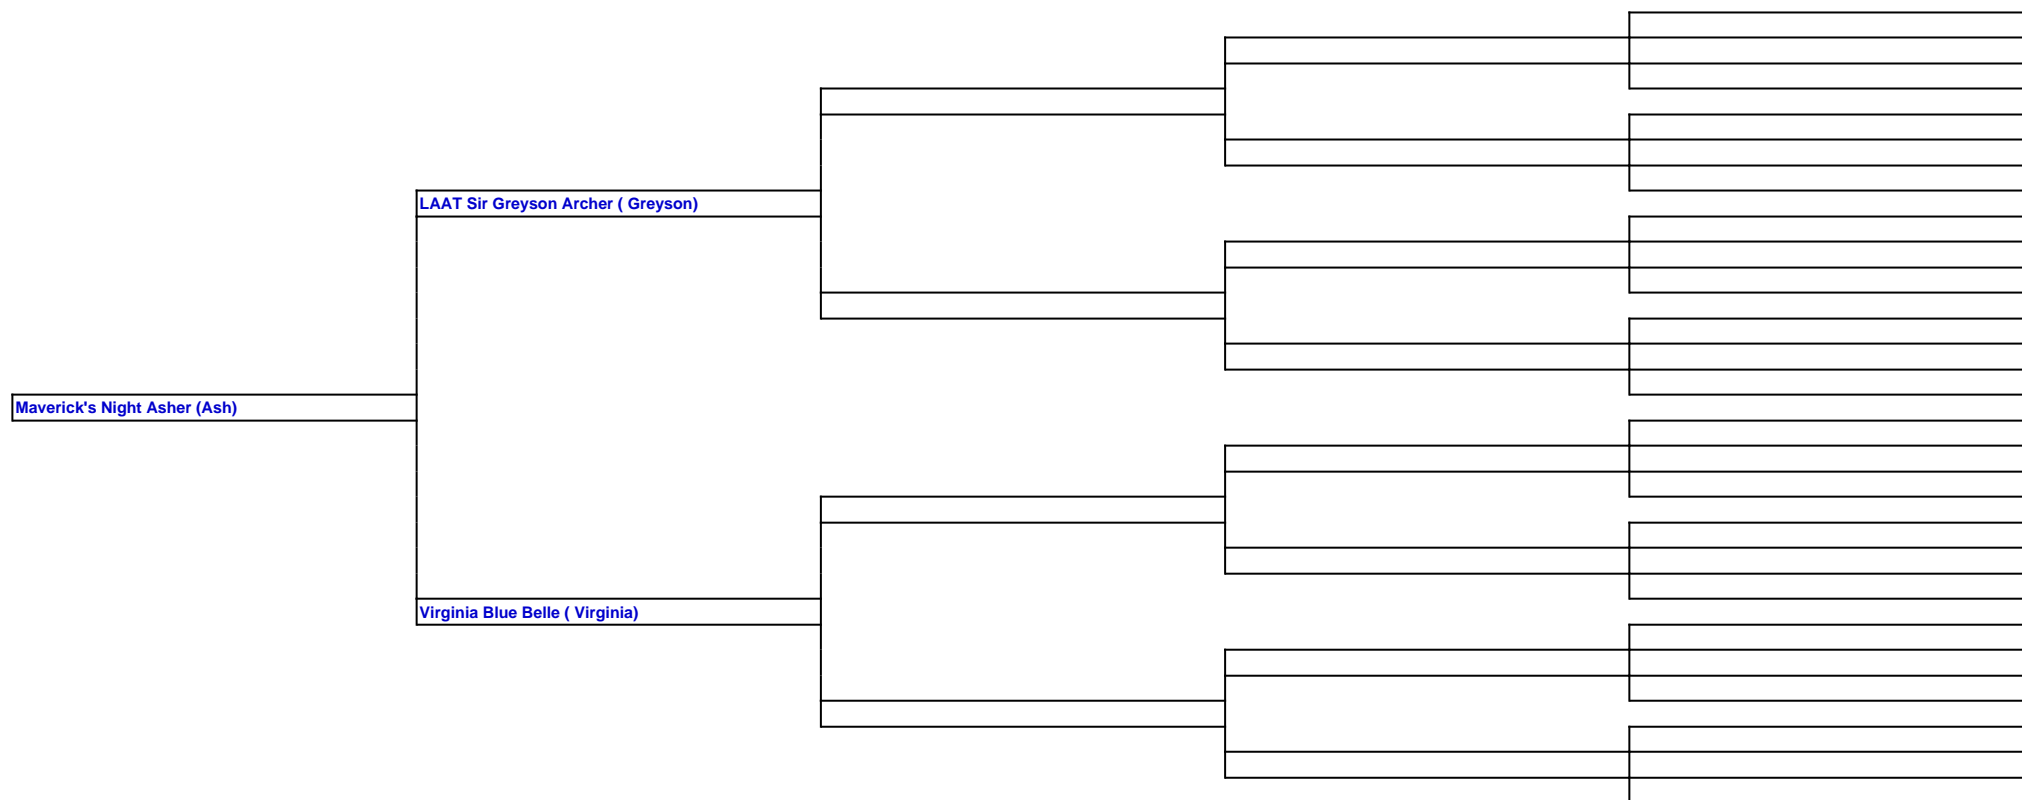 LAAT Sir Greyson Archer ( Greyson)
Maverick's Night Asher (Ash)
Virginia Blue Belle ( Virginia)